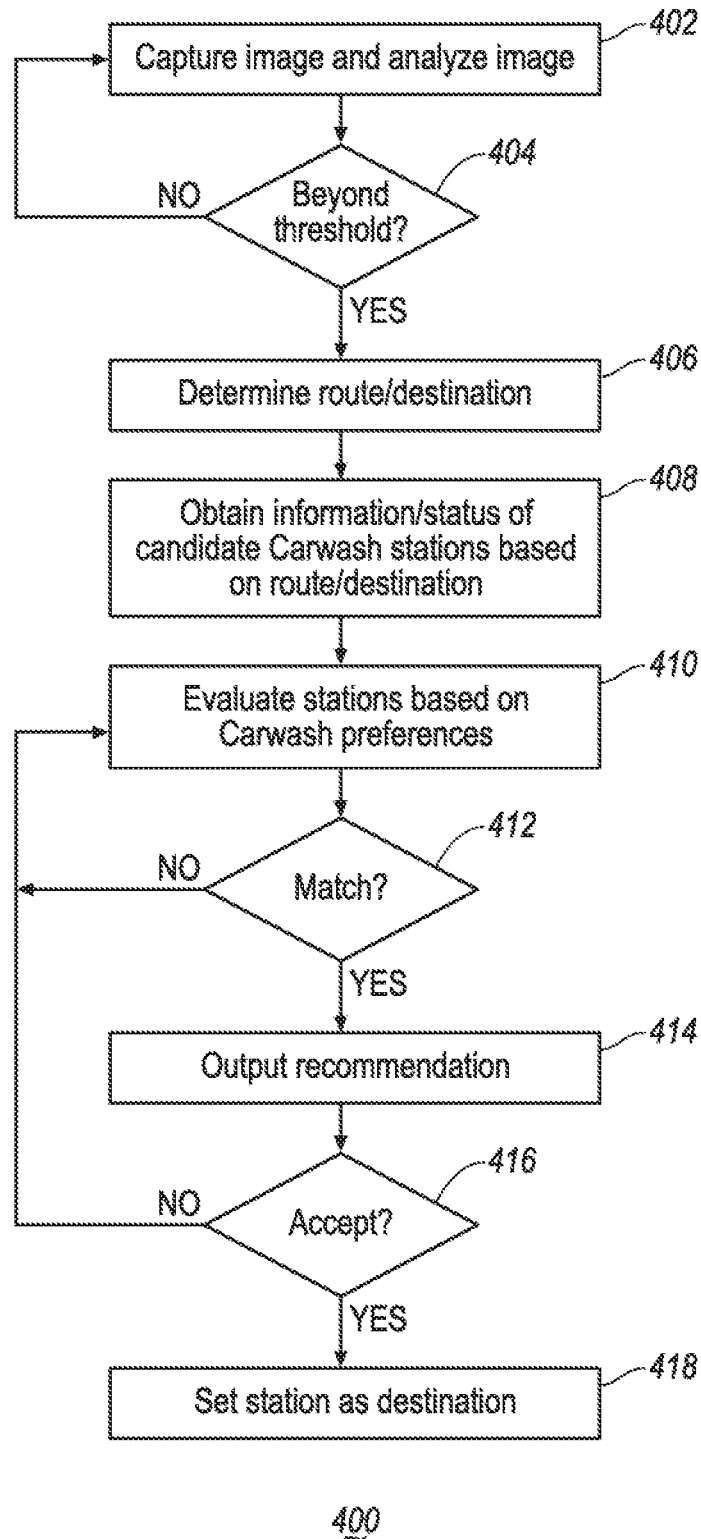 402
Capture image and analyze image
404
NO
Beyond
threshold?
YES
406
Determine route/destination
408
Obtain information/status of
candidate Carwash stations based
on route/destination
410
Evaluate stations based on
Carwash preferences
412
NO
Match?
YES
414
Output recommendation
416
NO
Accept?
YES
418
Set station as destination
400